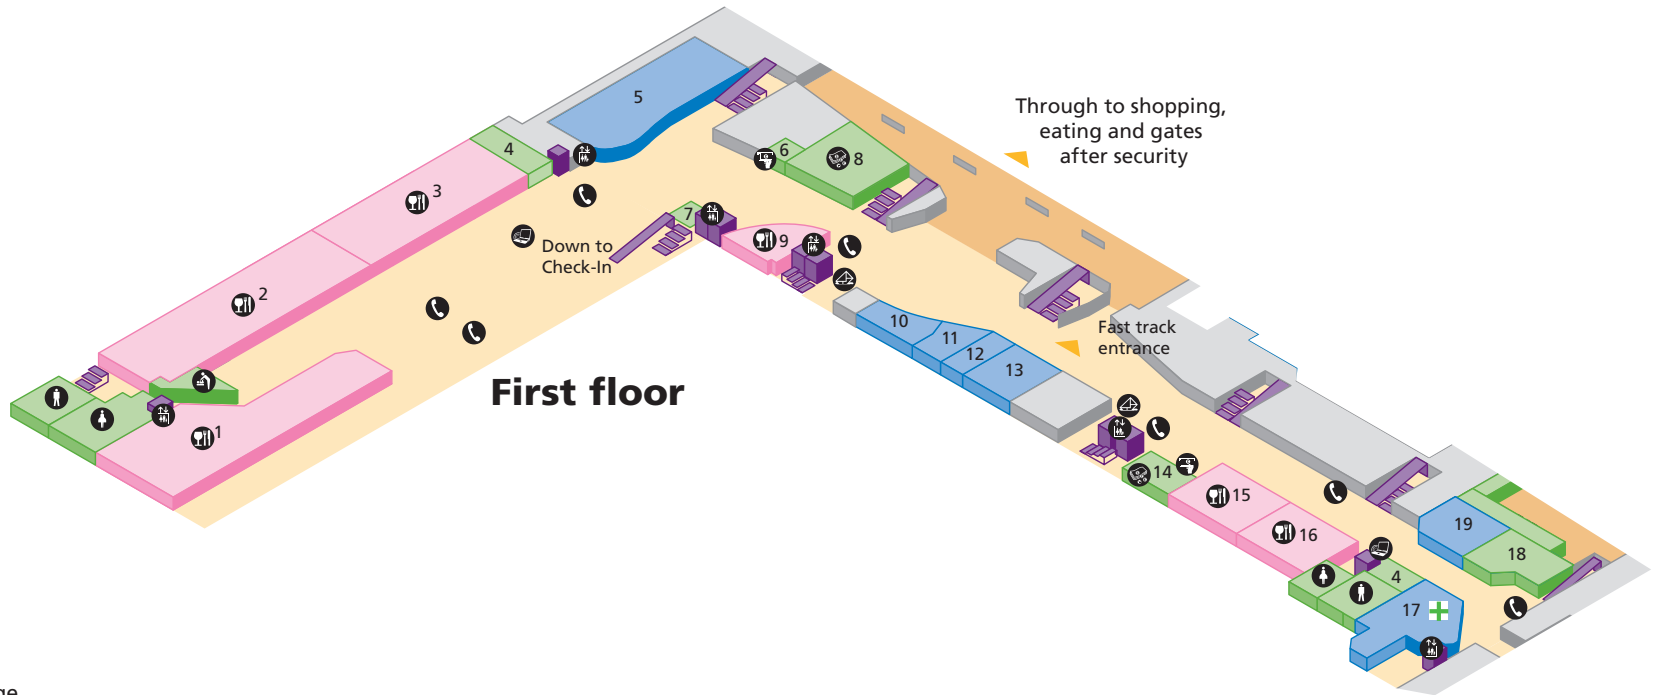 5
Through to shopping,
eating and gates
after security
4
6
8
3
7
9
Down to
Check-In
2
10
11
12
13
Fast track
entrance
First floor
1
14
15
16
19
18
4
17